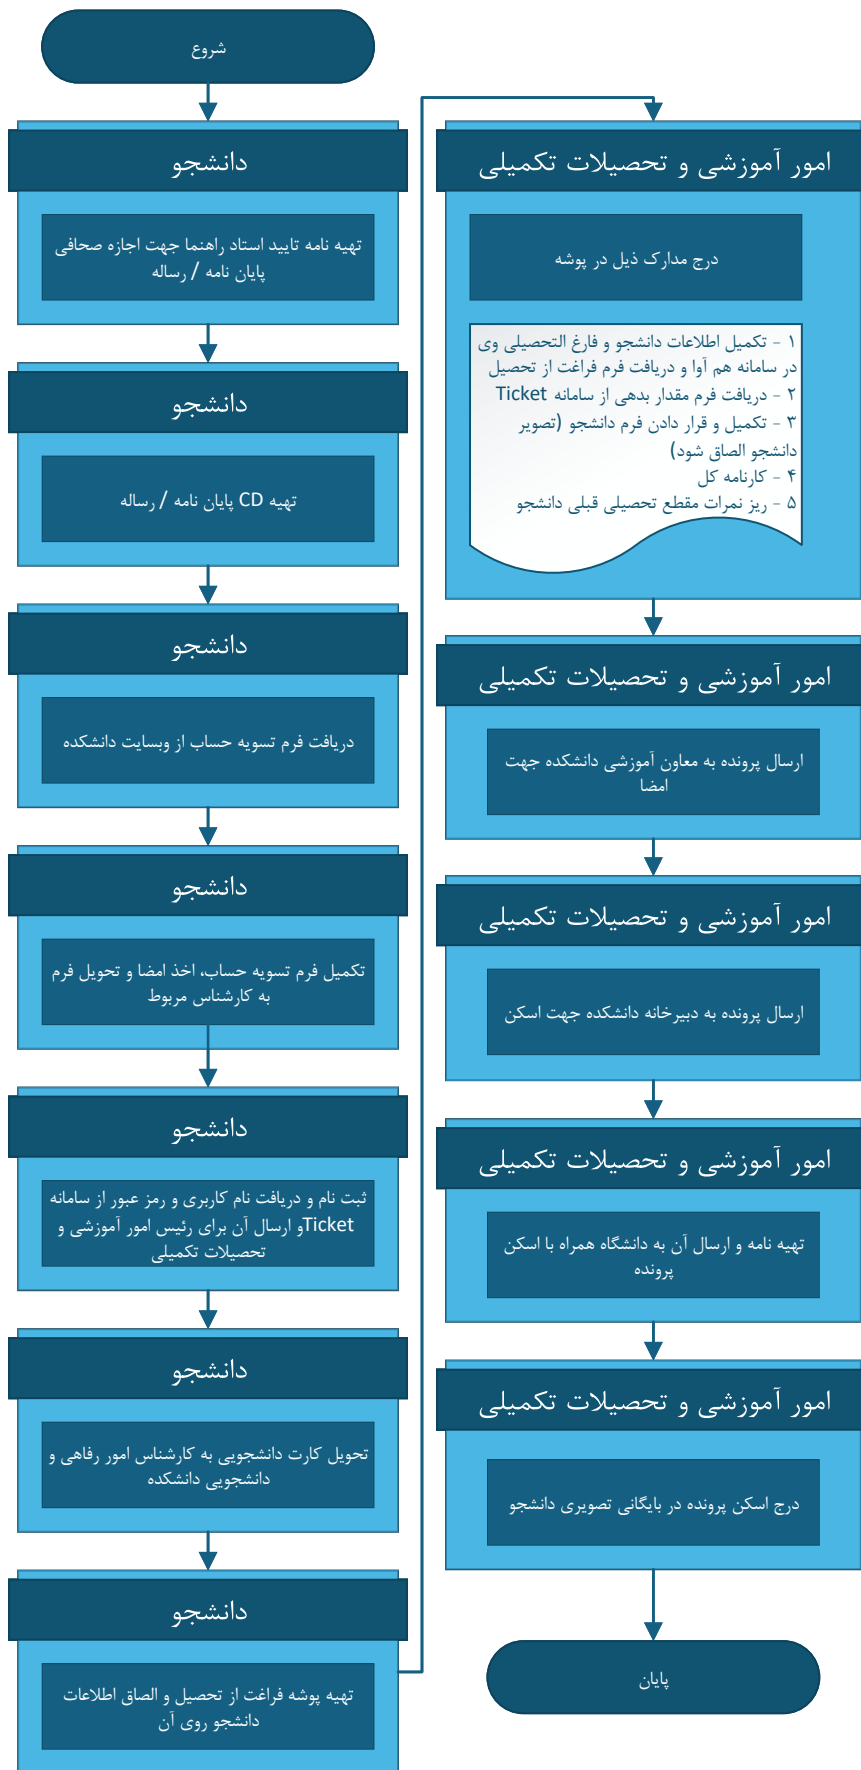 شروع
دانشجو
تهیه نامه تایید استاد راهنما جهت اجازه صحافی
پایان نامه / رساله
دانشجو
تهیه CD پایان نامه / رساله
دانشجو
دریافت فرم تسویه حساب از وبسایت دانشکده
دانشجو
تکمیل فرم تسویه حساب، اخذ امضا و تحویل فرم
به کارشناس مربوط
دانشجو
ثبت نام و دریافت نام کاربری و رمز عبور از سامانه
Ticketو ارسال آن برای رئیس امور آموزشی و
تحصیلات تکمیلی
دانشجو
تحویل کارت دانشجویی به کارشناس امور رفاهی و
دانشجویی دانشکده
دانشجو
تهیه پوشه فراغت از تحصیل و الصاق اطلاعات
دانشجو روی آن
امور آموزشی و تحصیلات تکمیلی
درج مدارک ذیل در پوشه
۱ - تکمیل اطلاعات دانشجو و فارغ التحصیلی وی
در سامانه هم آوا و دریافت فرم فراغت از تحصیل
۲ - دریافت فرم مقدار بدهی از سامانه Ticket
۳ - تکمیل و قرار دادن فرم دانشجو (تصویر
دانشجو الصاق شود)
۴ - کارنامه کل
۵ - ریز نمرات مقطع تحصیلی قبلی دانشجو
امور آموزشی و تحصیلات تکمیلی
ارسال پرونده به معاون آموزشی دانشکده جهت
امضا
امور آموزشی و تحصیلات تکمیلی
ارسال پرونده به دبیرخانه دانشکده جهت اسکن
امور آموزشی و تحصیلات تکمیلی
تهیه نامه و ارسال آن به دانشگاه همراه با اسکن
پرونده
امور آموزشی و تحصیلات تکمیلی
درج اسکن پرونده در بایگانی تصویری دانشجو
پایان